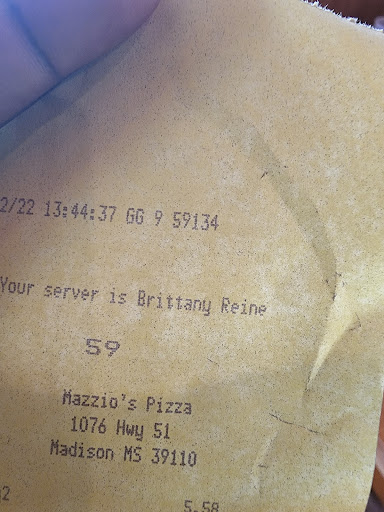 2/22 13:44:37 GG 9 59134
Your server is Brittany Reine
59
Mazzio's Pizza
1076 Hwy 51
Madison MS 39110
2 5.58